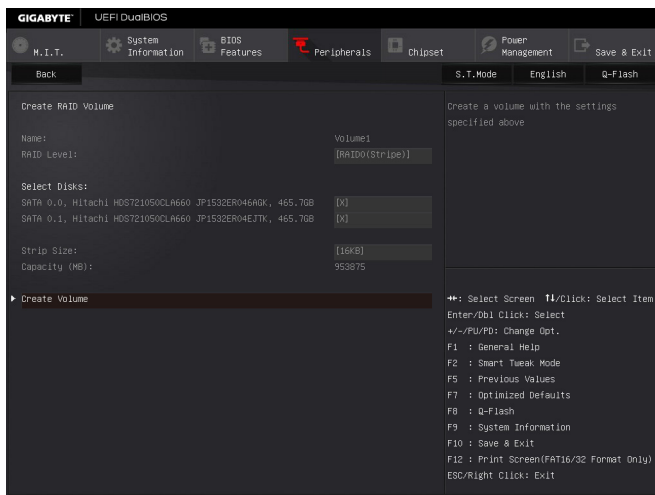 GIGABYTE™ UEFI DualBIOS
M.I.T. System Information BIOS Features Peripherals Chipset Power Management Save & Exit
Back S.T.Mode English Q-Flash
Create RAID Volume
Name: Volume1
RAID Level: [RAID0(Stripe)]
Select Disks:
SATA 0.0, Hitachi HDS721050CLA660 JP1532ER046AGK, 465.7GB [X]
SATA 0.1, Hitachi HDS721050CLA660 JP1532ER04EJTK, 465.7GB [X]
Strip Size: [16KB]
Capacity (MB): 953875
Create Volume
Create a volume with the settings
specified above
→←: Select Screen ↑↓/Click: Select Item
Enter/Dbl Click: Select
+/-/PU/PD: Change Opt.
F1 : General Help
F2 : Smart Tweak Mode
F5 : Previous Values
F7 : Optimized Defaults
F8 : Q-Flash
F9 : System Information
F10 : Save & Exit
F12 : Print Screen(FAT16/32 Format Only)
ESC/Right Click: Exit